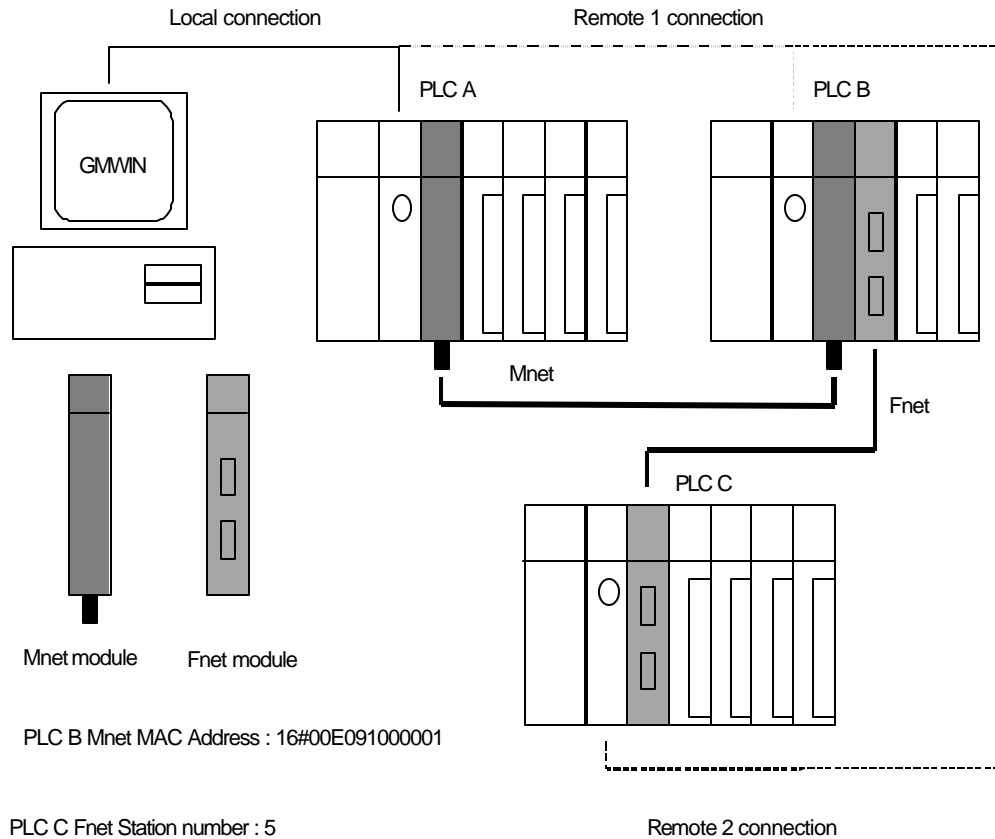 Local connection
Remote 1 connection
PLC A
PLC B
GMWIN
Mnet
Fnet
PLC C
Mnet module
Fnet module
PLC B Mnet MAC Address : 16#00E091000001
PLC C Fnet Station number : 5
Remote 2 connection